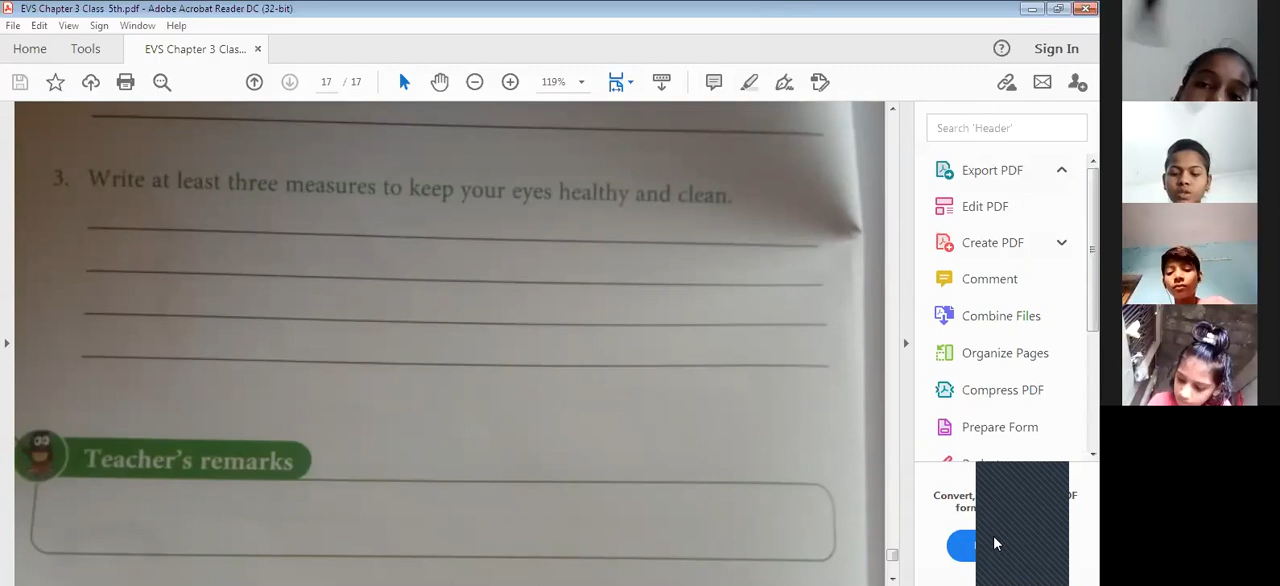 EVS Chapter 3 Class 5th.pdf - Adobe Acrobat Reader DC (32-bit)
File Edit View Sign Window Help
Home Tools EVS Chapter 3 Clas... × Sign In
17 / 17 119%
3. Write at least three measures to keep your eyes healthy and clean.
Teacher's remarks
Search 'Header'
Export PDF
Edit PDF
Create PDF
Comment
Combine Files
Organize Pages
Compress PDF
Prepare Form
Convert,